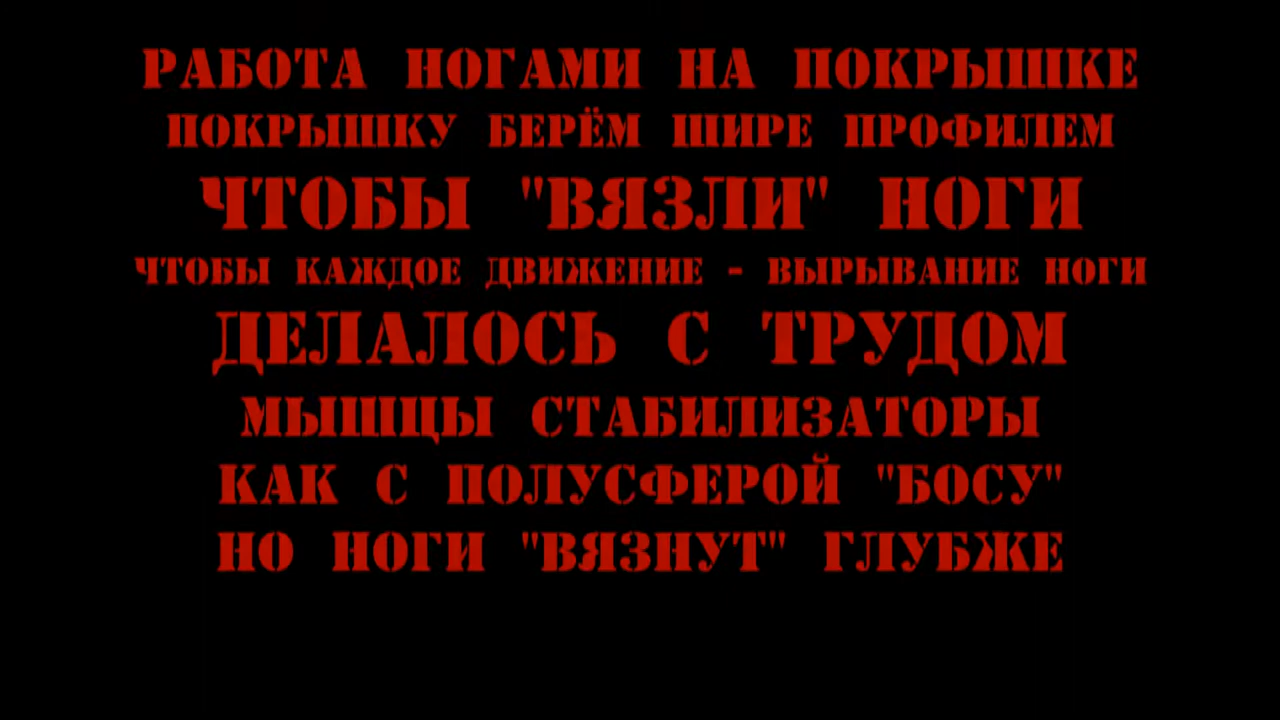 РАБОТА НОГАМИ НА ПОКРЫШКЕ
ПОКРЫШКУ БЕРЁМ ШИРЕ ПРОФИЛЕМ
ЧТОБЫ "ВЯЗЛИ" НОГИ
ЧТОБЫ КАЖДОЕ ДВИЖЕНИЕ - ВЫРЫВАНИЕ НОГИ
ДЕЛАЛОСЬ С ТРУДОМ
МЫШЦЫ СТАБИЛИЗАТОРЫ
КАК С ПОЛУСФЕРОЙ "БОСУ"
НО НОГИ "ВЯЗНУТ" ГЛУБЖЕ